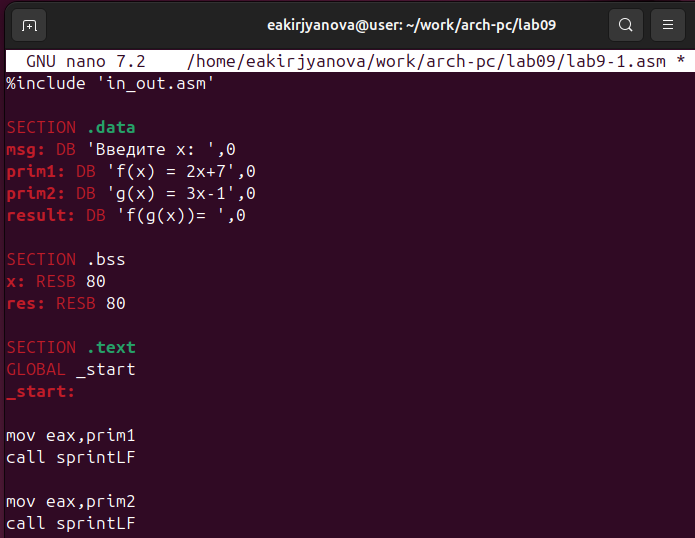 eakirjyanova@user: ~/work/arch-pc/lab09
GNU nano 7.2 /home/eakirjyanova/work/arch-pc/lab09/lab9-1.asm *
%include 'in_out.asm'
SECTION .data
msg: DB 'Введите x: ',0
prim1: DB 'f(x) = 2x+7',0
prim2: DB 'g(x) = 3x-1',0
result: DB 'f(g(x))= ',0
SECTION .bss
x: RESB 80
res: RESB 80
SECTION .text
GLOBAL _start
_start:
mov eax,prim1
call sprintLF
mov eax,prim2
call sprintLF